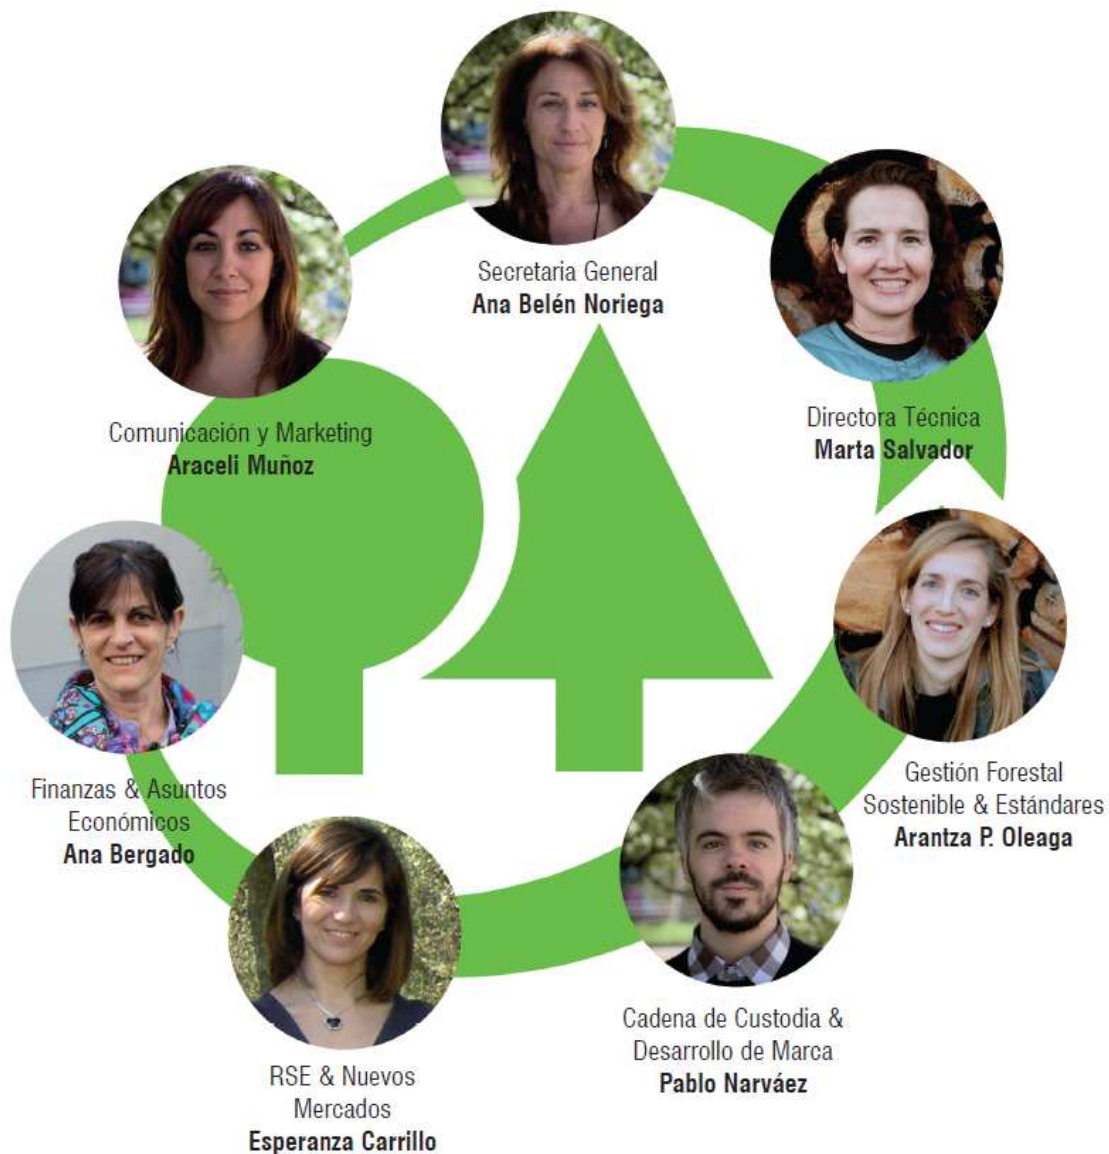 Secretaria General
Ana Belén Noriega
Directora Técnica
Marta Salvador
Comunicación y Marketing
Araceli Muñoz
Gestión Forestal
Sostenible & Estándares
Arantza P. Oleaga
Finanzas & Asuntos
Económicos
Ana Bergado
Cadena de Custodia &
Desarrollo de Marca
Pablo Narváez
RSE & Nuevos
Mercados
Esperanza Carrillo